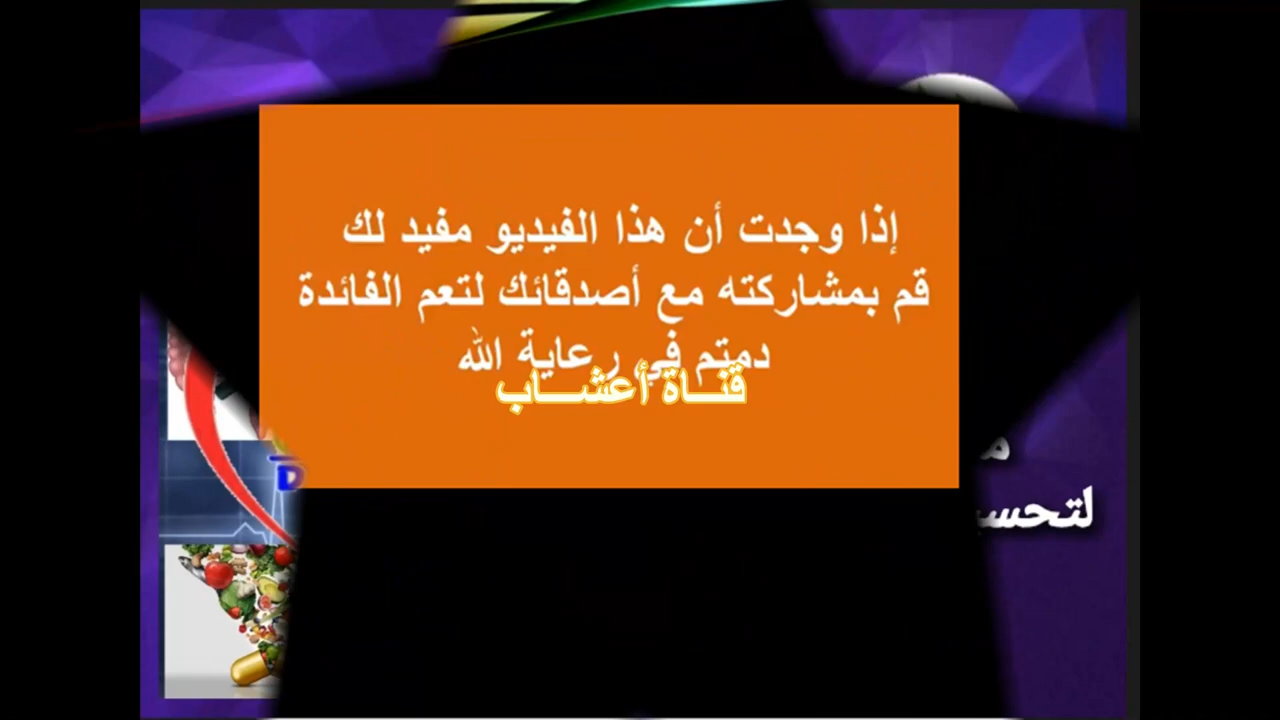 إذا وجدت أن هذا الفيديو مفيد لك
قم بمشاركته مع أصدقائك لتعم الفائدة
دمتم في رعاية الله
قناة أعشاب
D